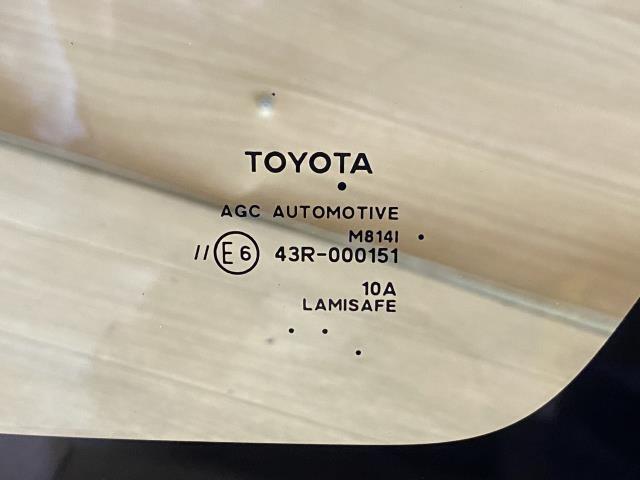 TOYOTA
AGC AUTOMOTIVE
M814I
//E6 43R-000151
10A
LAMISAFE